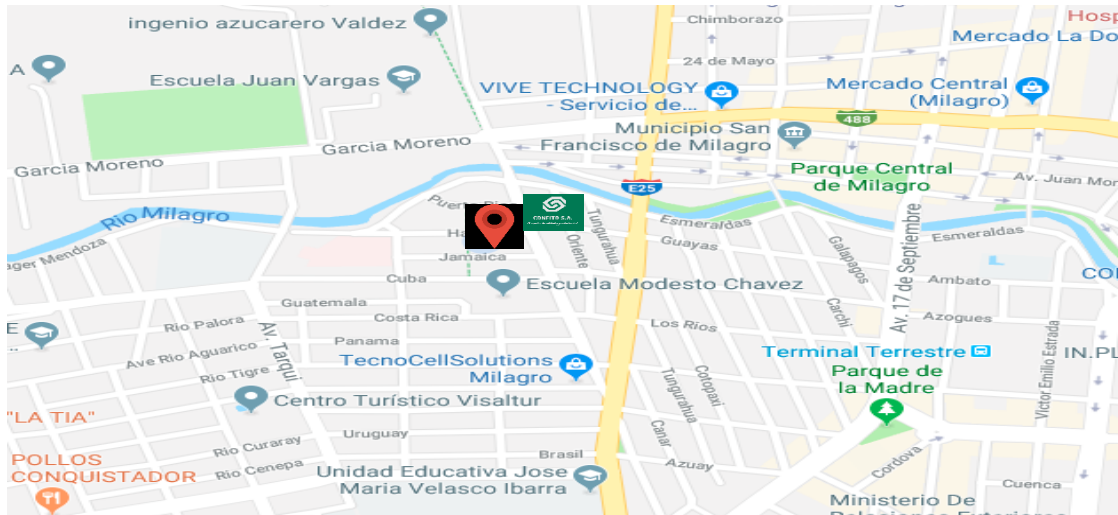 ingenio azucarero Valdez
Chimborazo
Hosp
Mercado La Do
24 de Mayo
A
Escuela Juan Vargas
VIVE TECHNOLOGY
- Servicio de...
Mercado Central
(Milagro)
488
Garcia Moreno
Garcia Moreno
Municipio San
Francisco de Milagro
Parque Central
de Milagro
Av. Juan Mor
E25
Rio Milagro
CONFITO S.A.
Esmeraldas
Esmeraldas
Tungurahua
Oriente
Guayas
Galapagos
Av. 17 de Septiembre
ager Mendoza
Jamaica
Cuba
Escuela Modesto Chavez
Ambato
CO
Guatemala
Costa Rica
Carchi
Azogues
Rio Palora
Av. Tarqui
Los Ríos
E
Panama
Ave Rio Aguarico
TecnoCellSolutions
Milagro
Terminal Terrestre
IN.PL
Parque de
la Madre
Victor Emilio Estrada
Rio Tigre
Cotopaxi
Tungurahua
Centro Turístico Visaltur
"LA TIA"
Canar
Uruguay
Rio Curaray
Brasil
Azuay
Cordova
POLLOS
CONQUISTADOR
Rio Cenepa
Unidad Educativa Jose
Maria Velasco Ibarra
Cuenca
Ministerio De